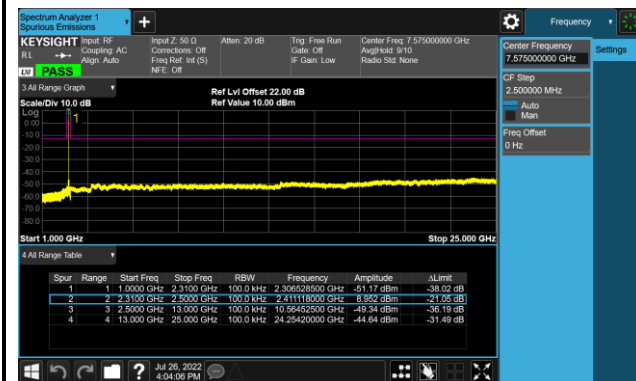 Spectrum Analyzer 1
Spurious Emissions
+
Frequency
KEYSIGHT
Input: RF
Input Z: 50 Ω
Atten: 20 dB
Trig: Free Run
Center Freq: 7.575000000 GHz
RL
Coupling: AC
Corrections: Off
Gate: Off
Avg|Hold: 9/10
Align: Auto
Freq Ref: Int (S)
IF Gain: Low
Radio Std: None
NFE: Off
LXI PASS
Center Frequency
7.575000000 GHz
Settings
CF Step
2.500000 MHz
Auto
Man
Freq Offset
0 Hz
3 All Range Graph
Ref Lvl Offset 22.00 dB
Scale/Div 10.0 dB
Ref Value 10.00 dBm
Log
1
0.00
-10.0
-20.0
-30.0
-40.0
-50.0
-60.0
-70.0
-80.0
Start 1.000 GHz
Stop 25.000 GHz
4 All Range Table
Spur Range Start Freq Stop Freq RBW Frequency Amplitude ΔLimit
1 1 1.0000 GHz 2.3100 GHz 100.0 kHz 2.306528500 GHz -51.17 dBm -38.02 dB
2 2 2.3100 GHz 2.5000 GHz 100.0 kHz 2.411118000 GHz 8.952 dBm -21.05 dB
3 3 2.5000 GHz 13.000 GHz 100.0 kHz 10.56452500 GHz -49.34 dBm -36.19 dB
4 4 13.000 GHz 25.000 GHz 100.0 kHz 24.25420000 GHz -44.64 dBm -31.49 dB
?
Jul 26, 2022
4:04:06 PM